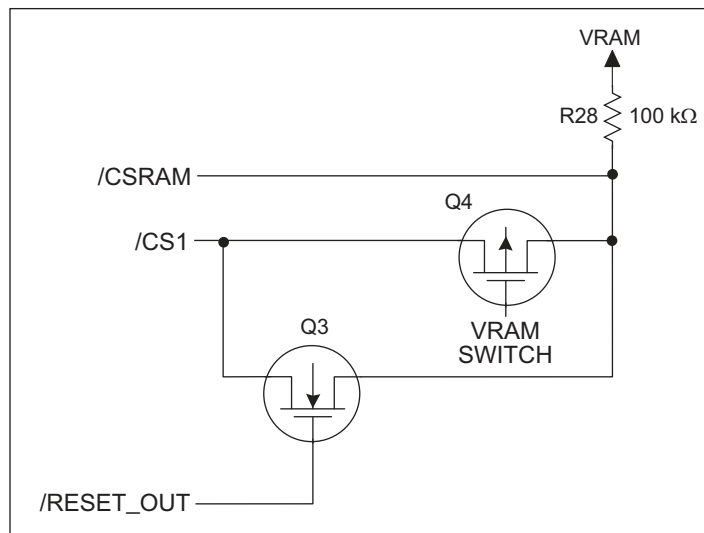 VRAM
R28 100 kΩ
/CSRAM
Q4
/CS1
VRAM
SWITCH
Q3
/RESET_OUT